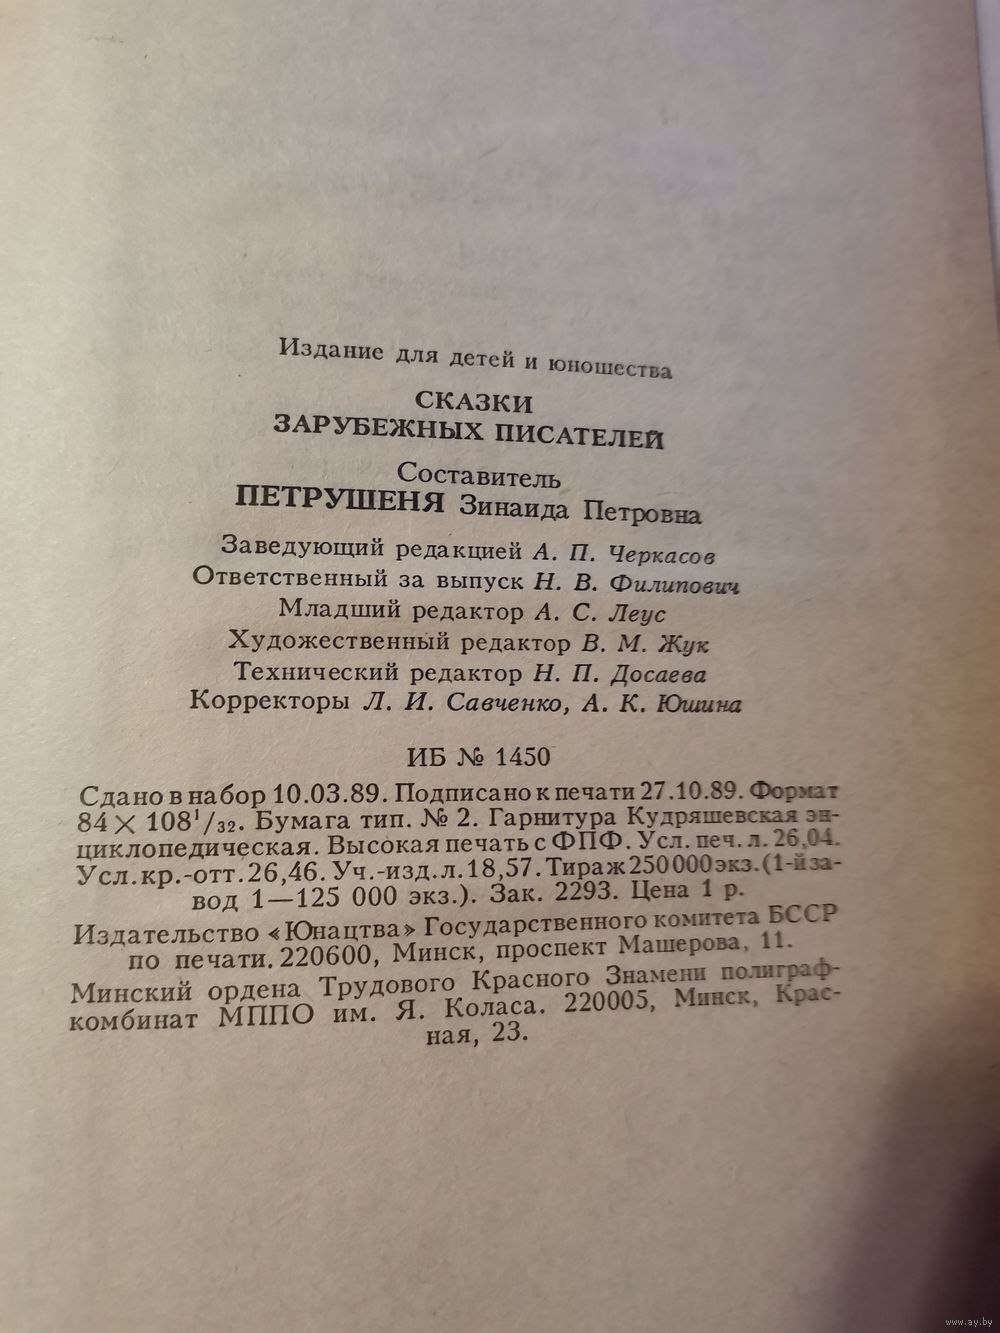 Издание для детей и юношества
СКАЗКИ
ЗАРУБЕЖНЫХ ПИСАТЕЛЕЙ
Составитель
ПЕТРУШЕНЯ Зинаида Петровна
Заведующий редакцией А. П. Черкасов
Ответственный за выпуск Н. В. Филипович
Младший редактор А. С. Леус
Художественный редактор В. М. Жук
Технический редактор Н. П. Досаева
Корректоры Л. И. Савченко, А. К. Юшина
ИБ № 1450
Сдано в набор 10.03.89. Подписано к печати 27.10.89. Формат
84 × 108¹/₃₂. Бумага тип. № 2. Гарнитура Кудряшевская эн-
циклопедическая. Высокая печать с ФПФ. Усл. печ. л. 26,04.
Усл. кр.-отт. 26,46. Уч.-изд. л. 18,57. Тираж 250 000 экз. (1-й за-
вод 1—125 000 экз.). Зак. 2293. Цена 1 р.
Издательство «Юнацтва» Государственного комитета БССР
по печати. 220600, Минск, проспект Машерова, 11.
Минский ордена Трудового Красного Знамени полиграф-
комбинат МППО им. Я. Коласа. 220005, Минск, Крас-
ная, 23.
www.ay.by